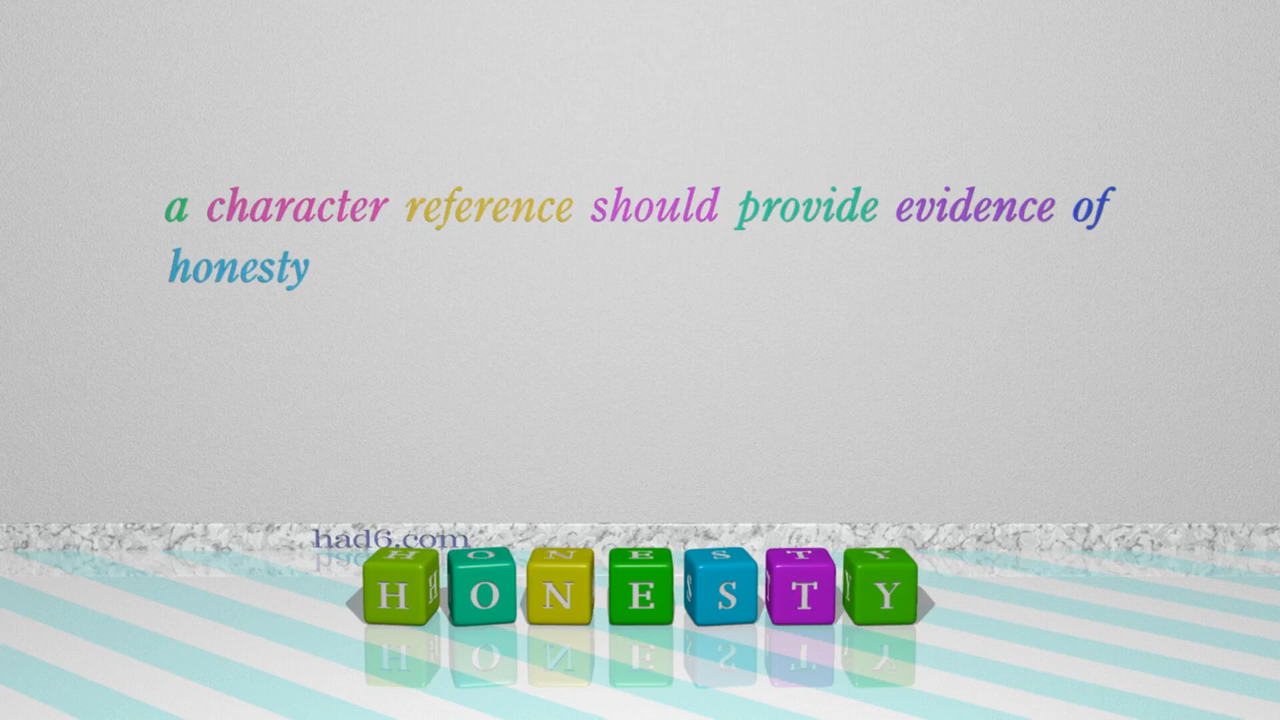 a character reference should provide evidence of
honesty
had6.com
HONESTY